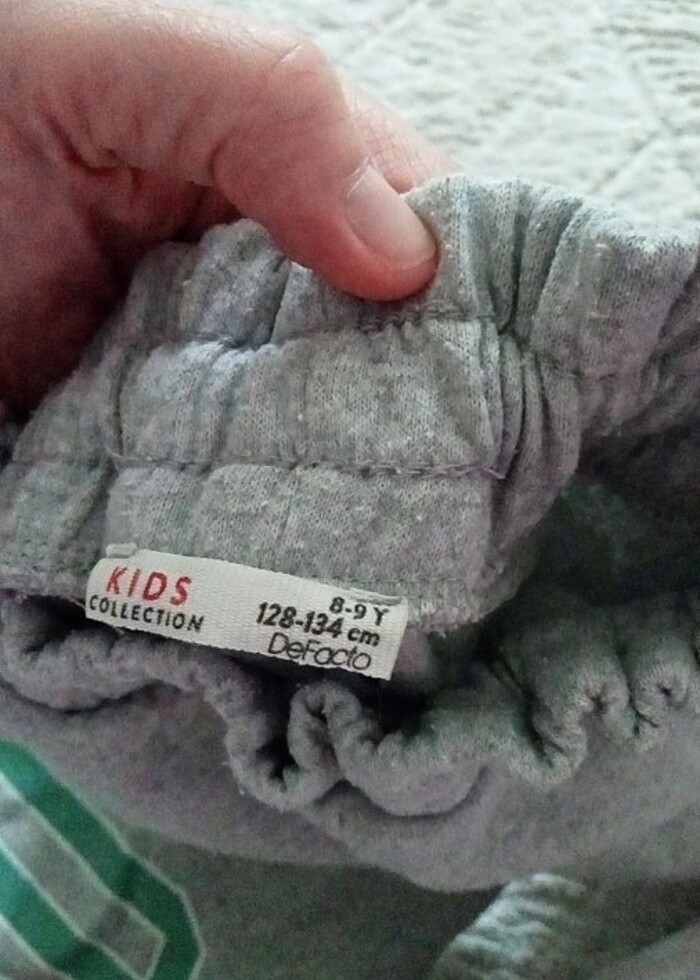 KIDS
COLLECTION
8-9 Y
128-134 cm
DeFacto